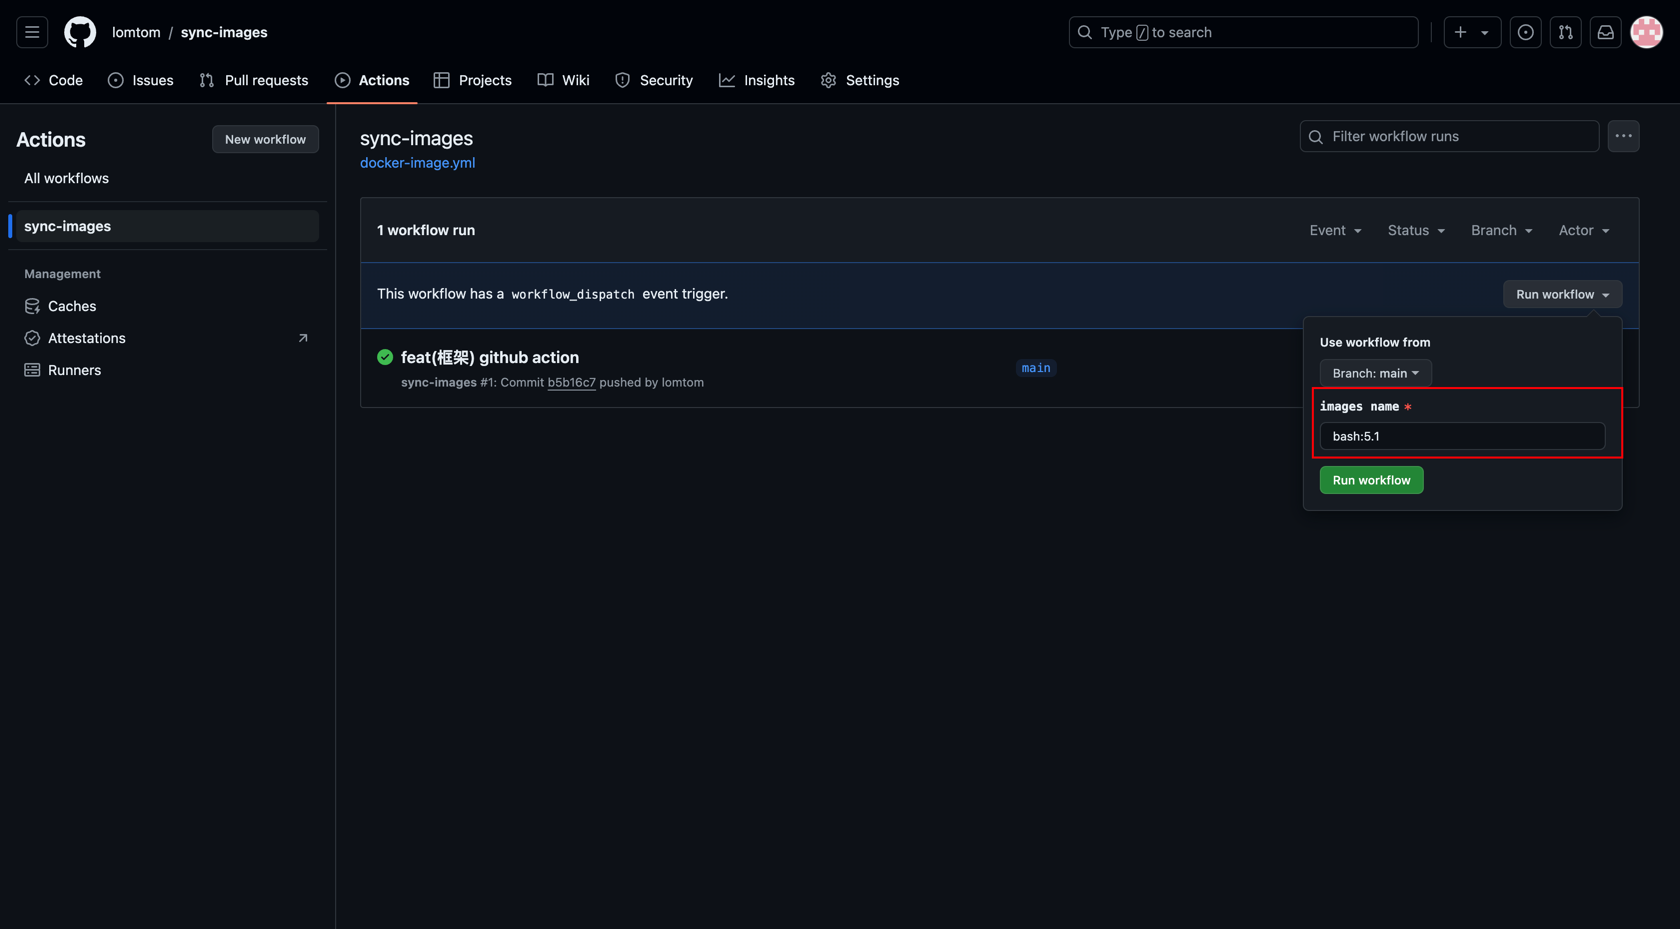 lomtom / sync-images
Type / to search
Code
Issues
Pull requests
Actions
Projects
Wiki
Security
Insights
Settings
Actions
New workflow
All workflows
sync-images
Management
Caches
Attestations
Runners
sync-images
docker-image.yml
Filter workflow runs
1 workflow run
Event
Status
Branch
Actor
This workflow has a workflow_dispatch event trigger.
Run workflow
feat(框架) github action
sync-images #1: Commit b5b16c7 pushed by lomtom
main
Use workflow from
Branch: main
images name *
bash:5.1
Run workflow